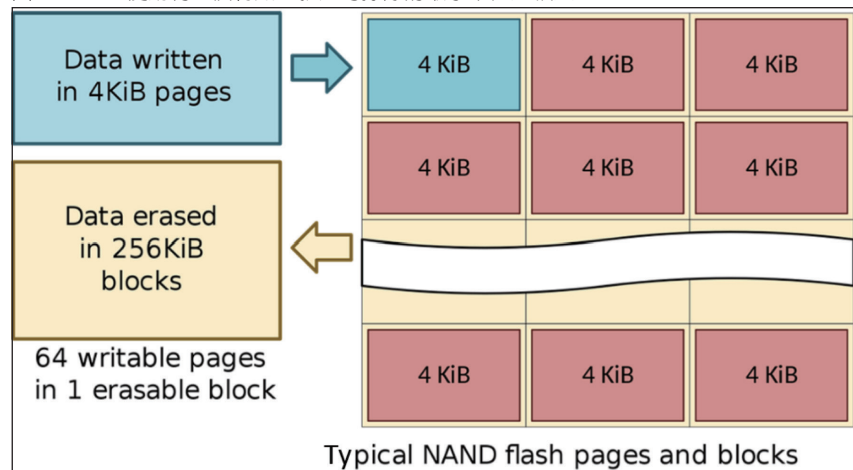 Data written
in 4KiB pages
4 KiB 4 KiB 4 KiB
4 KiB 4 KiB 4 KiB
Data erased
in 256KiB
blocks
64 writable pages
in 1 erasable block
4 KiB 4 KiB 4 KiB
Typical NAND flash pages and blocks